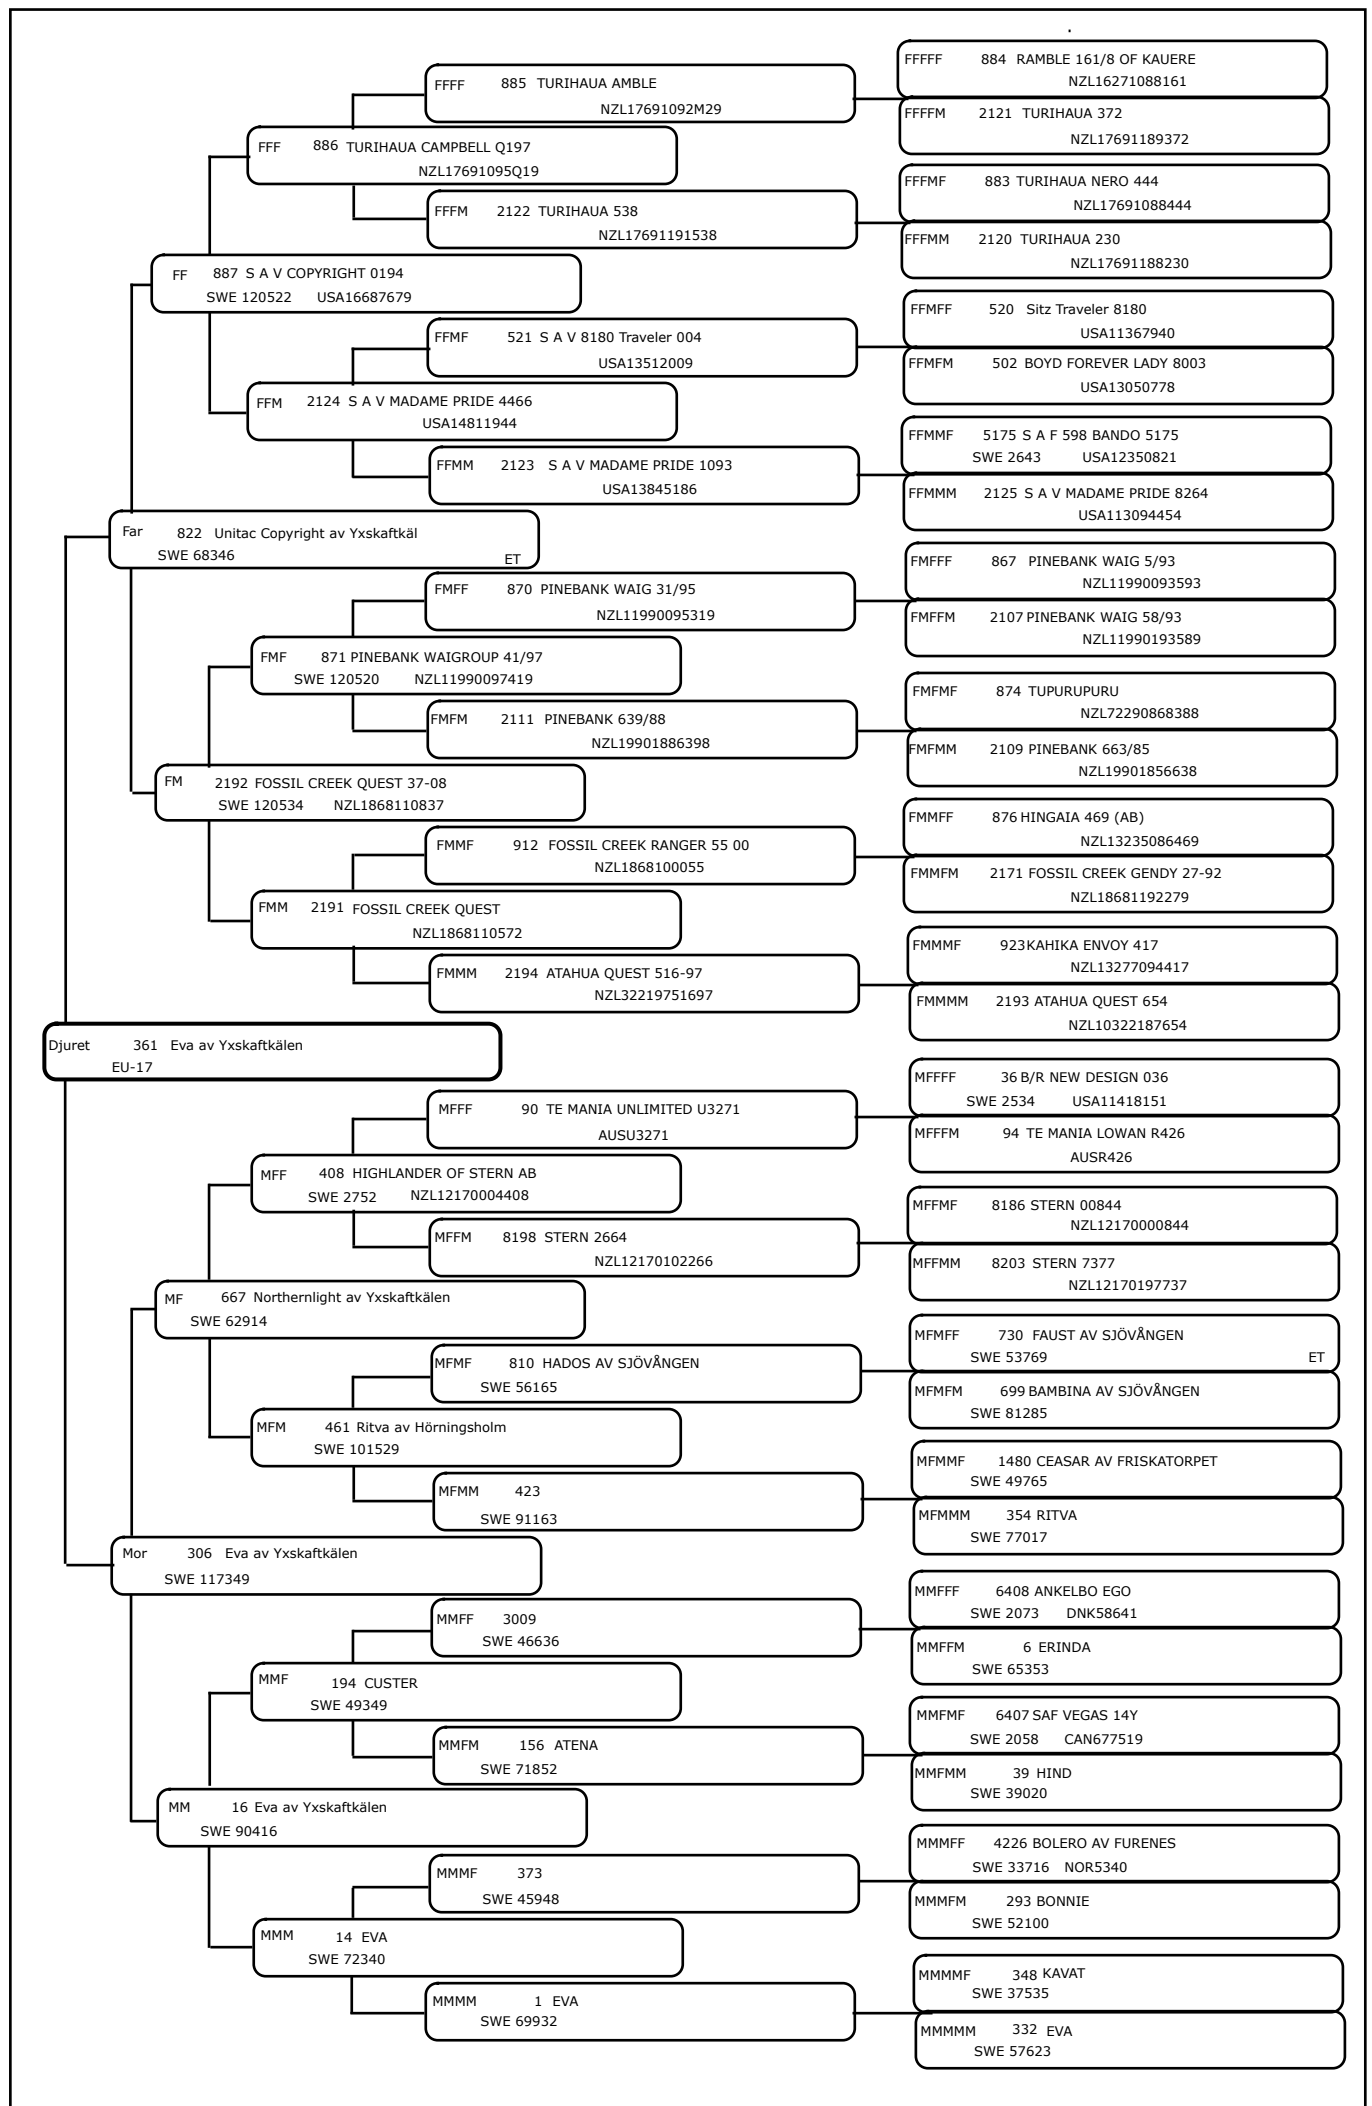 FFFFF 884 RAMBLE 161/8 OF KAUERE
NZL16271088161
FFFF 885 TURIHAUA AMBLE
NZL17691092M29
FFFFM 2121 TURIHAUA 372
NZL17691189372
FFF 886 TURIHAUA CAMPBELL Q197
NZL17691095Q19
FFFMF 883 TURIHAUA NERO 444
NZL17691088444
FFFM 2122 TURIHAUA 538
NZL17691191538
FFFMM 2120 TURIHAUA 230
NZL17691188230
FF 887 S A V COPYRIGHT 0194
SWE 120522 USA16687679
FFMFF 520 Sitz Traveler 8180
USA11367940
FFMF 521 S A V 8180 Traveler 004
USA13512009
FFMFM 502 BOYD FOREVER LADY 8003
USA13050778
FFM 2124 S A V MADAME PRIDE 4466
USA14811944
FFMMF 5175 S A F 598 BANDO 5175
SWE 2643 USA12350821
FFMM 2123 S A V MADAME PRIDE 1093
USA13845186
FFMMM 2125 S A V MADAME PRIDE 8264
USA113094454
Far 822 Unitac Copyright av Yxskaftkäl
SWE 68346 ET
FMFFF 867 PINEBANK WAIG 5/93
NZL11990093593
FMFF 870 PINEBANK WAIG 31/95
NZL11990095319
FMFFM 2107 PINEBANK WAIG 58/93
NZL11990193589
FMF 871 PINEBANK WAIGROUP 41/97
SWE 120520 NZL11990097419
FMFMF 874 TUPURUPURU
NZL72290868388
FMFM 2111 PINEBANK 639/88
NZL19901886398
FMFMM 2109 PINEBANK 663/85
NZL19901856638
FM 2192 FOSSIL CREEK QUEST 37-08
SWE 120534 NZL1868110837
FMMFF 876 HINGAIA 469 (AB)
NZL13235086469
FMMF 912 FOSSIL CREEK RANGER 55 00
NZL1868100055
FMMFM 2171 FOSSIL CREEK GENDY 27-92
NZL18681192279
FMM 2191 FOSSIL CREEK QUEST
NZL1868110572
FMMMF 923 KAHIKA ENVOY 417
NZL13277094417
FMMM 2194 ATAHUA QUEST 516-97
NZL32219751697
FMMMM 2193 ATAHUA QUEST 654
NZL10322187654
Djuret 361 Eva av Yxskaftkälen
EU-17
MFFFF 36 B/R NEW DESIGN 036
SWE 2534 USA11418151
MFFF 90 TE MANIA UNLIMITED U3271
AUSU3271
MFFFM 94 TE MANIA LOWAN R426
AUSR426
MFF 408 HIGHLANDER OF STERN AB
SWE 2752 NZL12170004408
MFFMF 8186 STERN 00844
NZL12170000844
MFFM 8198 STERN 2664
NZL12170102266
MFFMM 8203 STERN 7377
NZL12170197737
MF 667 Northernlight av Yxskaftkälen
SWE 62914
MFMFF 730 FAUST AV SJÖVÅNGEN
SWE 53769 ET
MFMF 810 HADOS AV SJÖVÅNGEN
SWE 56165
MFMFM 699 BAMBINA AV SJÖVÅNGEN
SWE 81285
MFM 461 Ritva av Hörningsholm
SWE 101529
MFMMF 1480 CEASAR AV FRISKATORPET
SWE 49765
MFMM 423
SWE 91163
MFMMM 354 RITVA
SWE 77017
Mor 306 Eva av Yxskaftkälen
SWE 117349
MMFFF 6408 ANKELBO EGO
SWE 2073 DNK58641
MMFF 3009
SWE 46636
MMFFM 6 ERINDA
SWE 65353
MMF 194 CUSTER
SWE 49349
MMFMF 6407 SAF VEGAS 14Y
SWE 2058 CAN677519
MMFM 156 ATENA
SWE 71852
MMFMM 39 HIND
SWE 39020
MM 16 Eva av Yxskaftkälen
SWE 90416
MMMFF 4226 BOLERO AV FURENES
SWE 33716 NOR5340
MMMF 373
SWE 45948
MMMFM 293 BONNIE
SWE 52100
MMM 14 EVA
SWE 72340
MMMMF 348 KAVAT
SWE 37535
MMMM 1 EVA
SWE 69932
MMMMM 332 EVA
SWE 57623